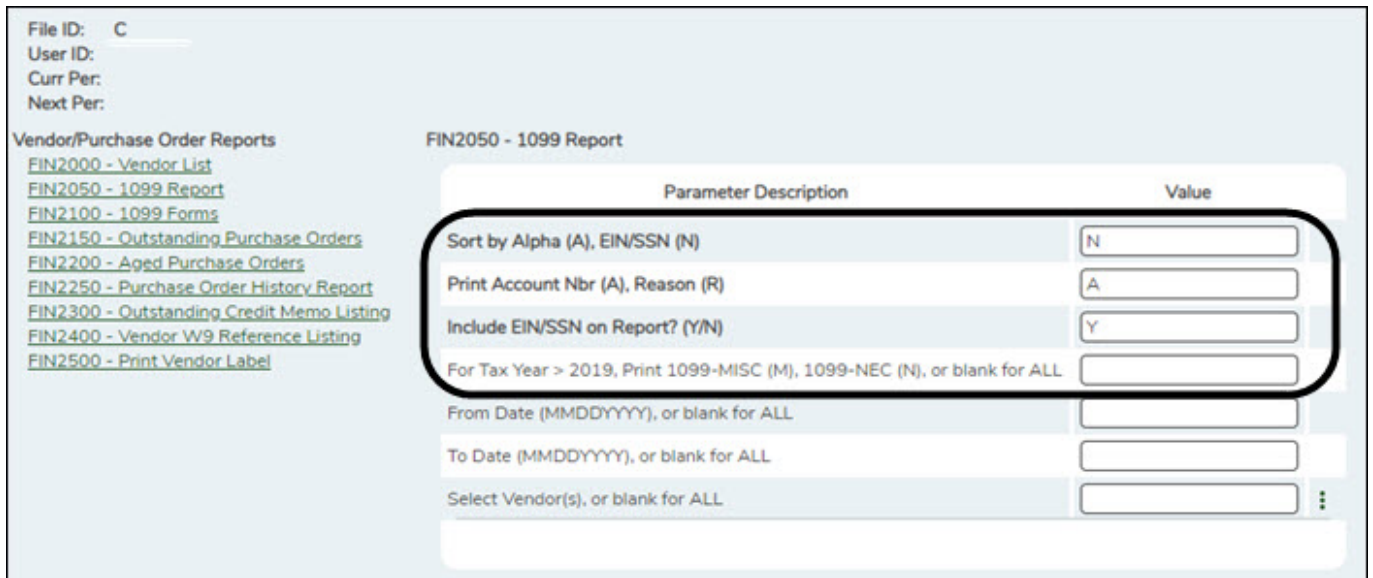 File ID: C
User ID:
Curr Per:
Next Per:
Vendor/Purchase Order Reports
FIN2000 - Vendor List
FIN2050 - 1099 Report
FIN2100 - 1099 Forms
FIN2150 - Outstanding Purchase Orders
FIN2200 - Aged Purchase Orders
FIN2250 - Purchase Order History Report
FIN2300 - Outstanding Credit Memo Listing
FIN2400 - Vendor W9 Reference Listing
FIN2500 - Print Vendor Label
FIN2050 - 1099 Report
Parameter Description Value
Sort by Alpha (A), EIN/SSN (N) N
Print Account Nbr (A), Reason (R) A
Include EIN/SSN on Report? (Y/N) Y
For Tax Year > 2019, Print 1099-MISC (M), 1099-NEC (N), or blank for ALL
From Date (MMDDYYYY), or blank for ALL
To Date (MMDDYYYY), or blank for ALL
Select Vendor(s), or blank for ALL